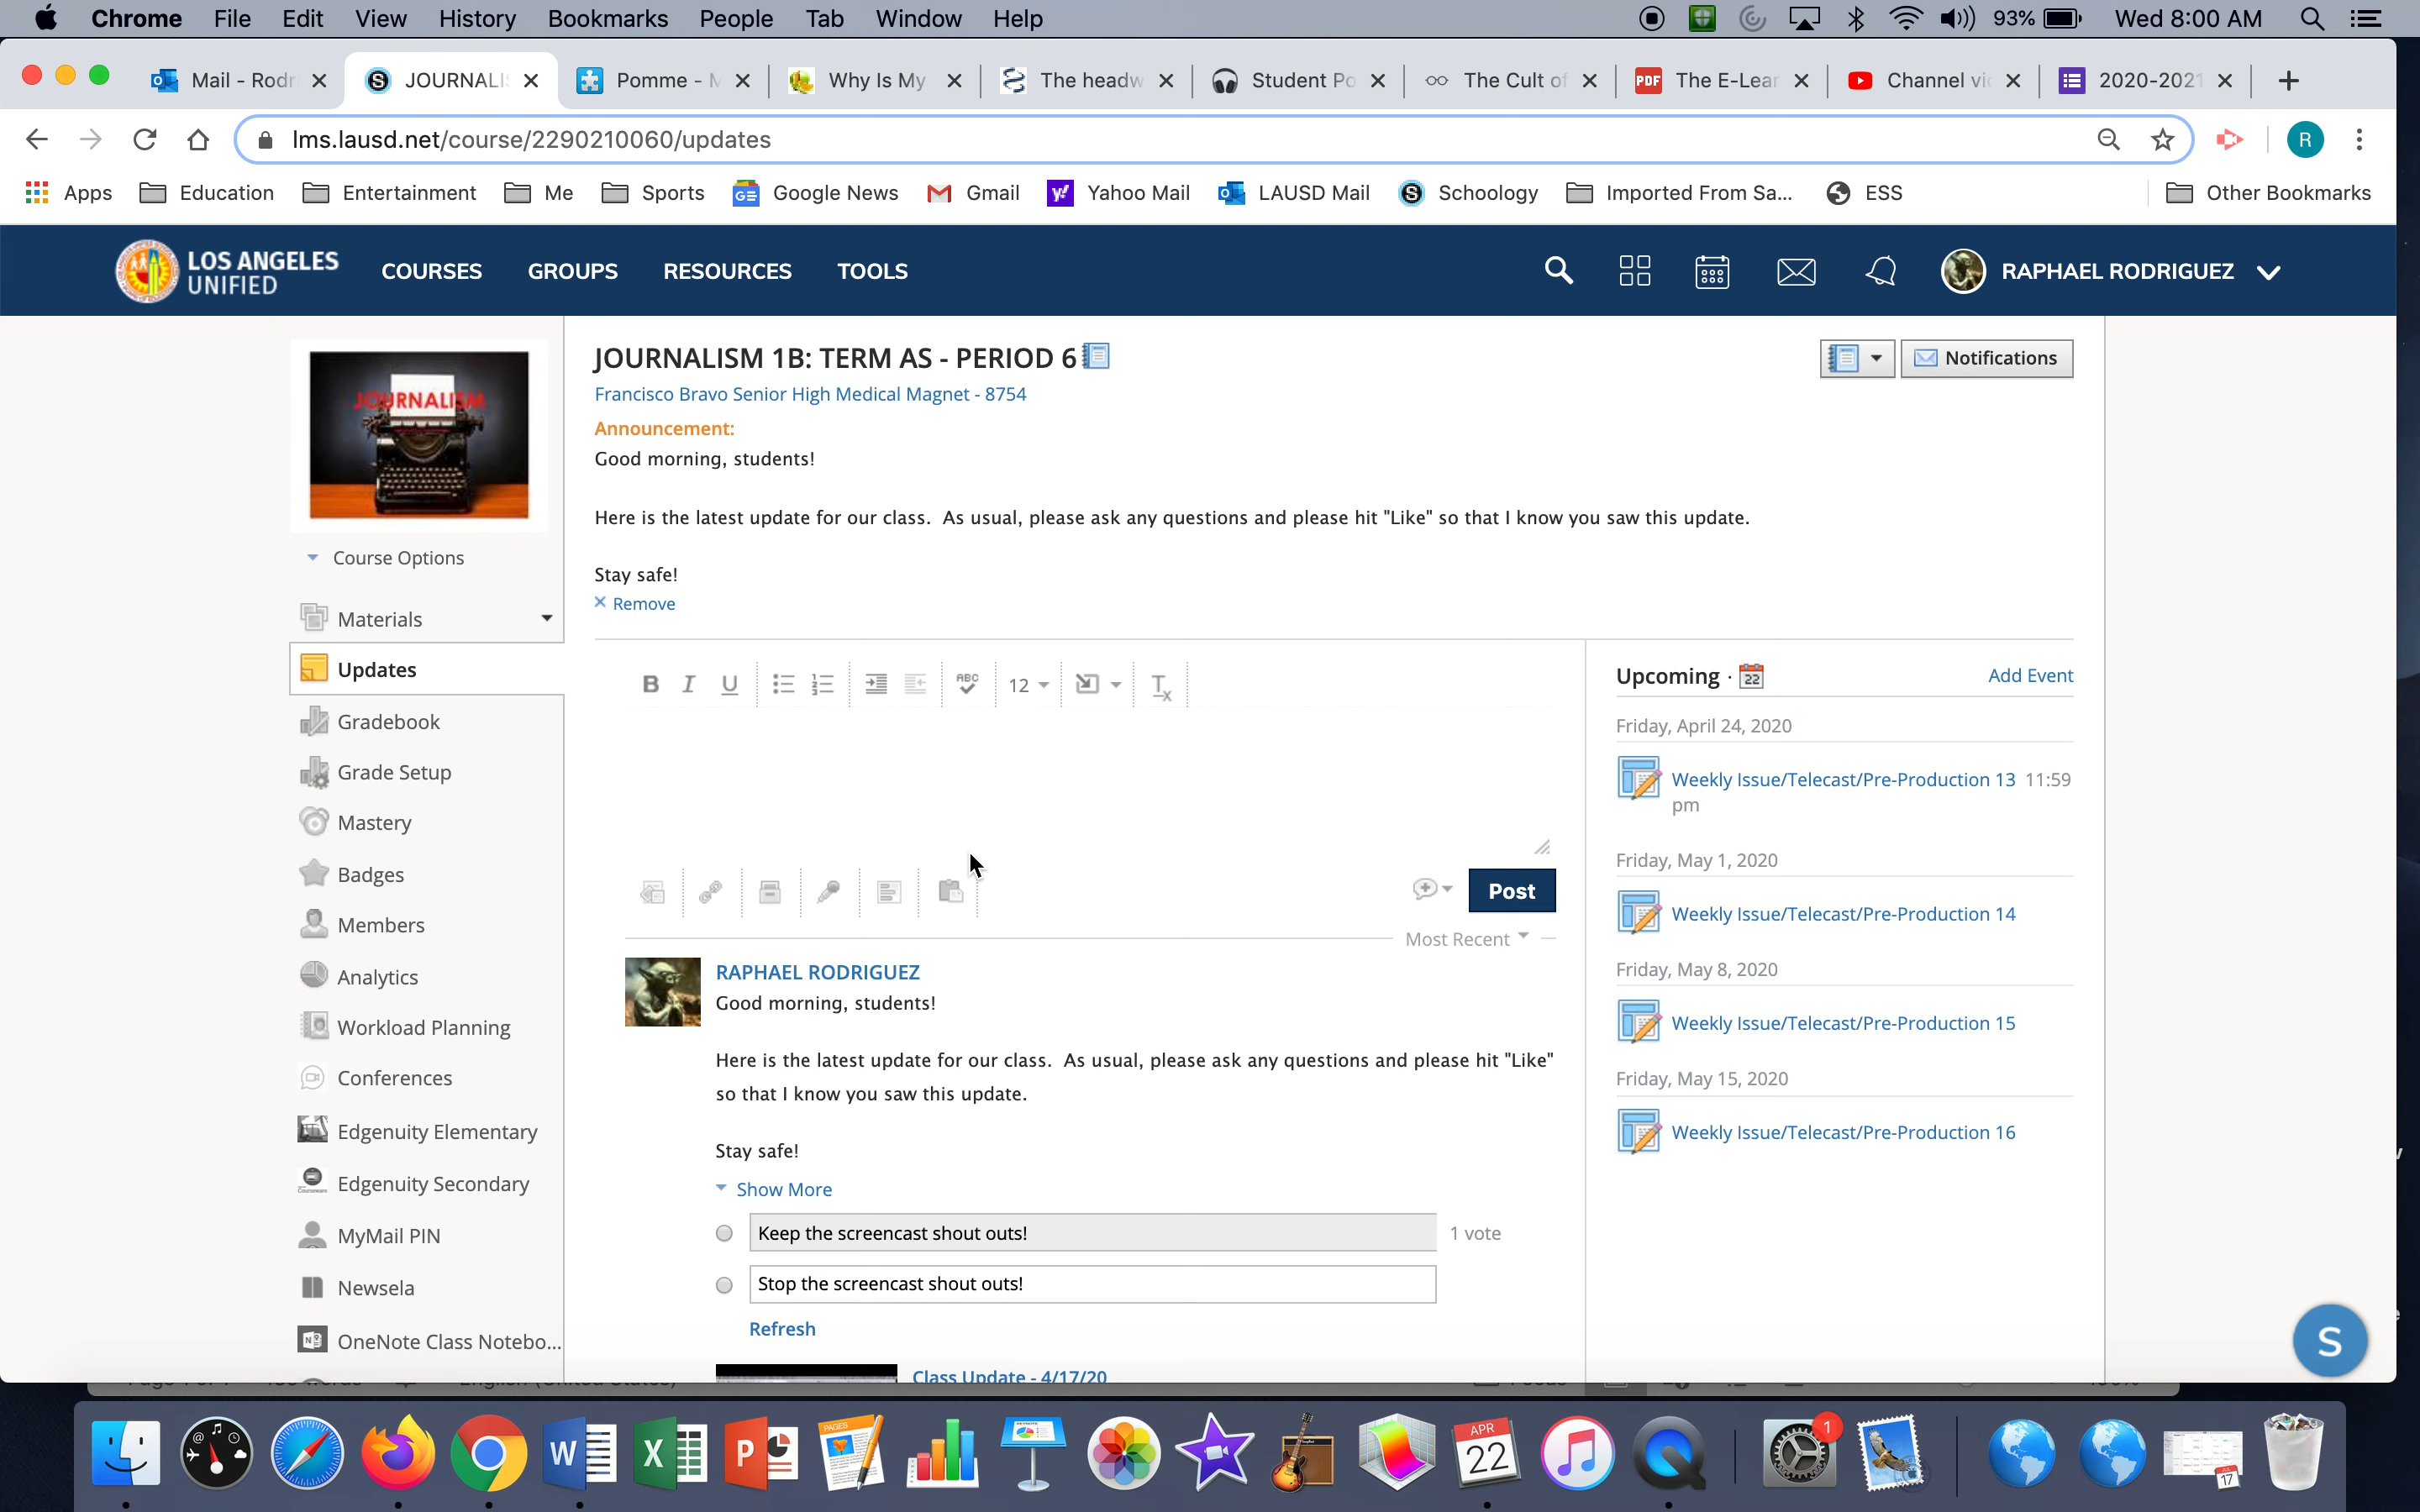 Chrome File Edit View History Bookmarks People Tab Window Help 93% Wed 8:00 AM
Mail - Rodr JOURNALIS Pomme - M Why Is My The headw Student Po The Cult of The E-Lear Channel vid 2020-2021
lms.lausd.net/course/2290210060/updates R
Apps Education Entertainment Me Sports Google News Gmail Yahoo Mail LAUSD Mail Schoology Imported From Sa... ESS Other Bookmarks
LOS ANGELES UNIFIED COURSES GROUPS RESOURCES TOOLS RAPHAEL RODRIGUEZ
JOURNALISM
Course Options
Materials
Updates
Gradebook
Grade Setup
Mastery
Badges
Members
Analytics
Workload Planning
Conferences
Edgenuity Elementary
Edgenuity Secondary
MyMail PIN
Newsela
OneNote Class Notebo...
JOURNALISM 1B: TERM AS - PERIOD 6
Notifications
Francisco Bravo Senior High Medical Magnet - 8754
Announcement:
Good morning, students!
Here is the latest update for our class. As usual, please ask any questions and please hit "Like" so that I know you saw this update.
Stay safe!
Remove
B I U ABC 12 Tx
Post
Most Recent
RAPHAEL RODRIGUEZ
Good morning, students!
Here is the latest update for our class. As usual, please ask any questions and please hit "Like"
so that I know you saw this update.
Stay safe!
Show More
Keep the screencast shout outs! 1 vote
Stop the screencast shout outs!
Refresh
Class Update - 4/17/20
Upcoming · 22 Add Event
Friday, April 24, 2020
Weekly Issue/Telecast/Pre-Production 13 11:59
pm
Friday, May 1, 2020
Weekly Issue/Telecast/Pre-Production 14
Friday, May 8, 2020
Weekly Issue/Telecast/Pre-Production 15
Friday, May 15, 2020
Weekly Issue/Telecast/Pre-Production 16
S
W X P PAGES APR 22 1 17